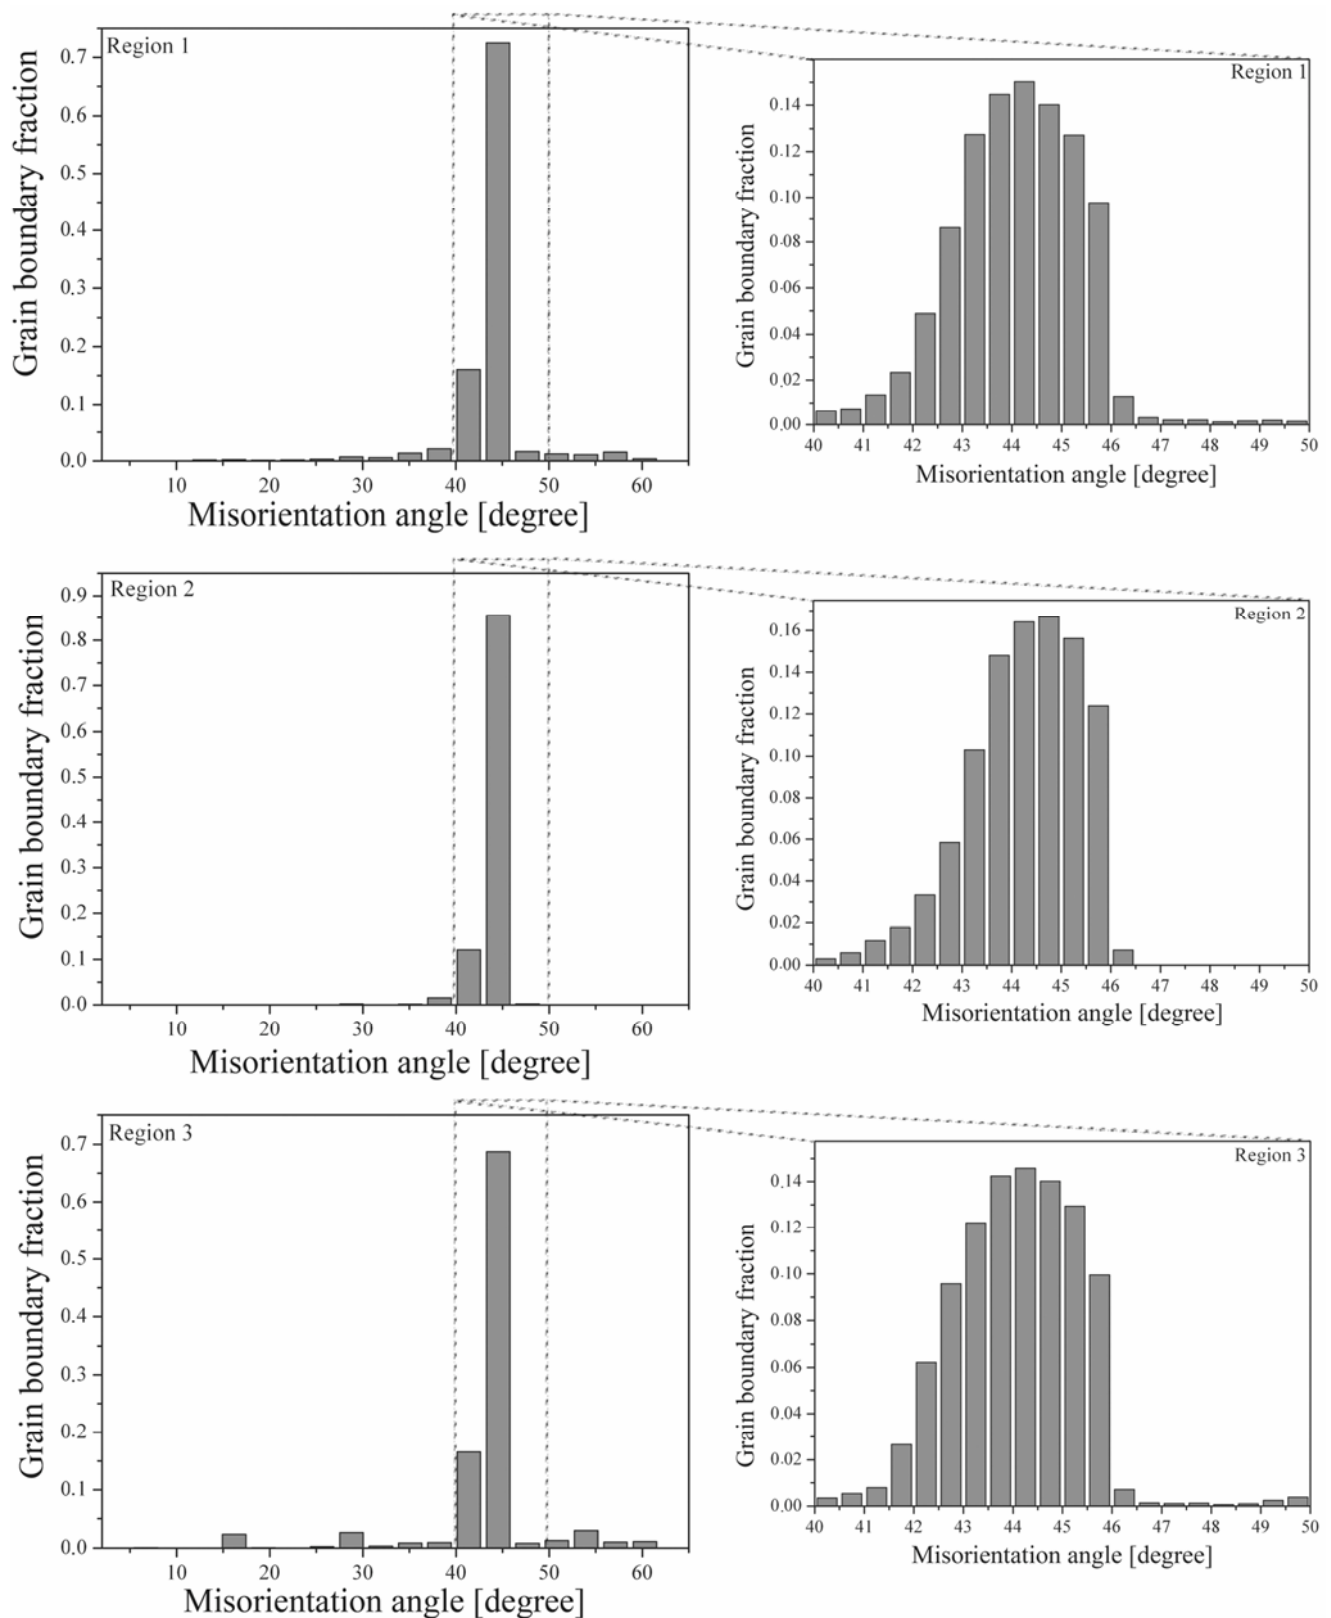 Region 1
Grain boundary fraction
0.7
0.6
0.5
0.4
0.3
0.2
0.1
0.0
10 20 30 40 50 60
Misorientation angle [degree]
Region 1
Grain boundary fraction
0.14
0.12
0.10
0.08
0.06
0.04
0.02
0.00
40 41 42 43 44 45 46 47 48 49 50
Misorientation angle [degree]
Region 2
Grain boundary fraction
0.9
0.8
0.7
0.6
0.5
0.4
0.3
0.2
0.1
0.0
10 20 30 40 50 60
Misorientation angle [degree]
Region 2
Grain boundary fraction
0.16
0.14
0.12
0.10
0.08
0.06
0.04
0.02
0.00
40 41 42 43 44 45 46 47 48 49 50
Misorientation angle [degree]
Region 3
Grain boundary fraction
0.7
0.6
0.5
0.4
0.3
0.2
0.1
0.0
10 20 30 40 50 60
Misorientation angle [degree]
Region 3
Grain boundary fraction
0.14
0.12
0.10
0.08
0.06
0.04
0.02
0.00
40 41 42 43 44 45 46 47 48 49 50
Misorientation angle [degree]